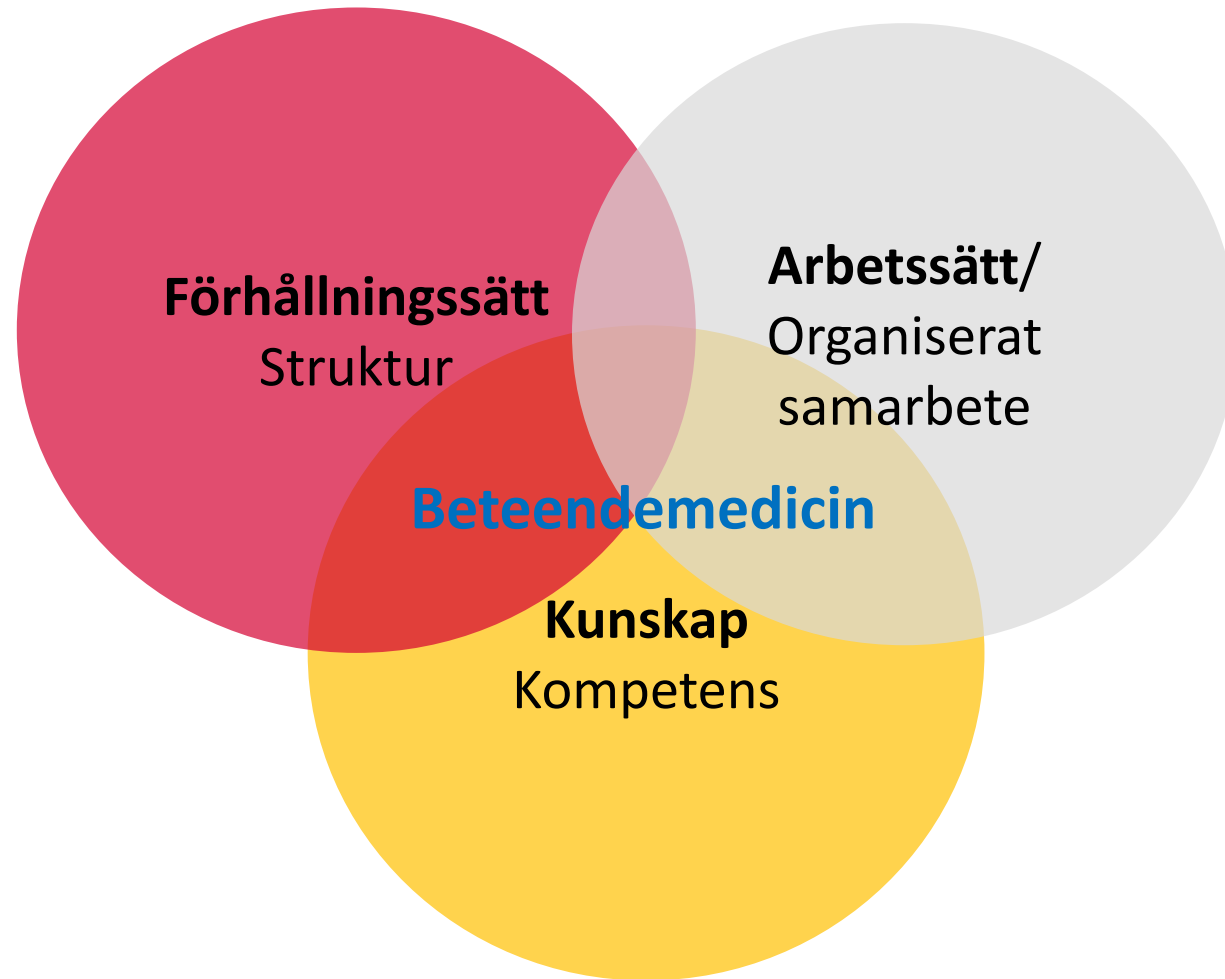 Förhållningssätt
Struktur
Arbetssätt/
Organiserat
samarbete
Beteendemedicin
Kunskap
Kompetens